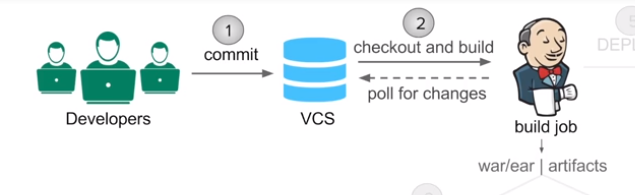 1
commit
2
checkout and build
poll for changes
Developers
VCS
build job
war/ear | artifacts